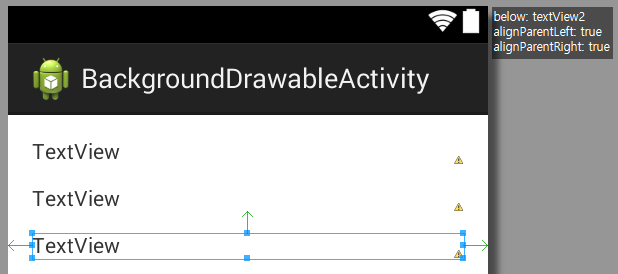 below: textView2
alignParentLeft: true
alignParentRight: true
BackgroundDrawableActivity
TextView
TextView
TextView